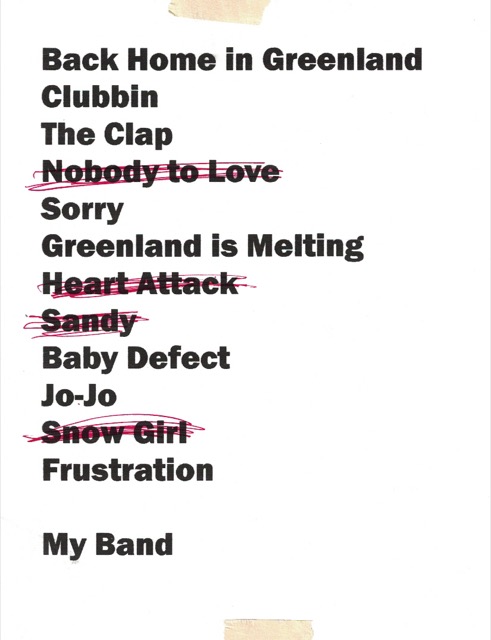 Back Home in Greenland
Clubbin
The Clap
Nobody to Love
Sorry
Greenland is Melting
Heart Attack
Sandy
Baby Defect
Jo-Jo
Snow Girl
Frustration
My Band